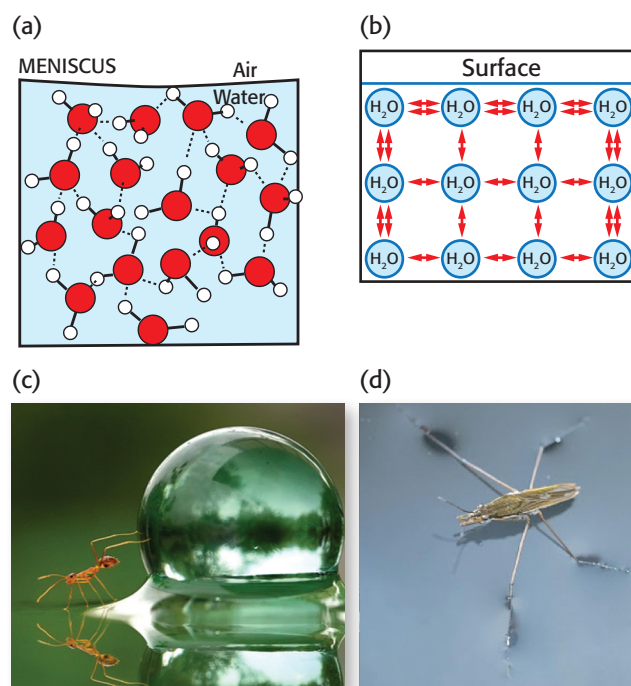 (a)
MENISCUS
Air
Water
(b)
Surface
H₂O H₂O H₂O H₂O
H₂O H₂O H₂O H₂O
H₂O H₂O H₂O H₂O
(c)
(d)